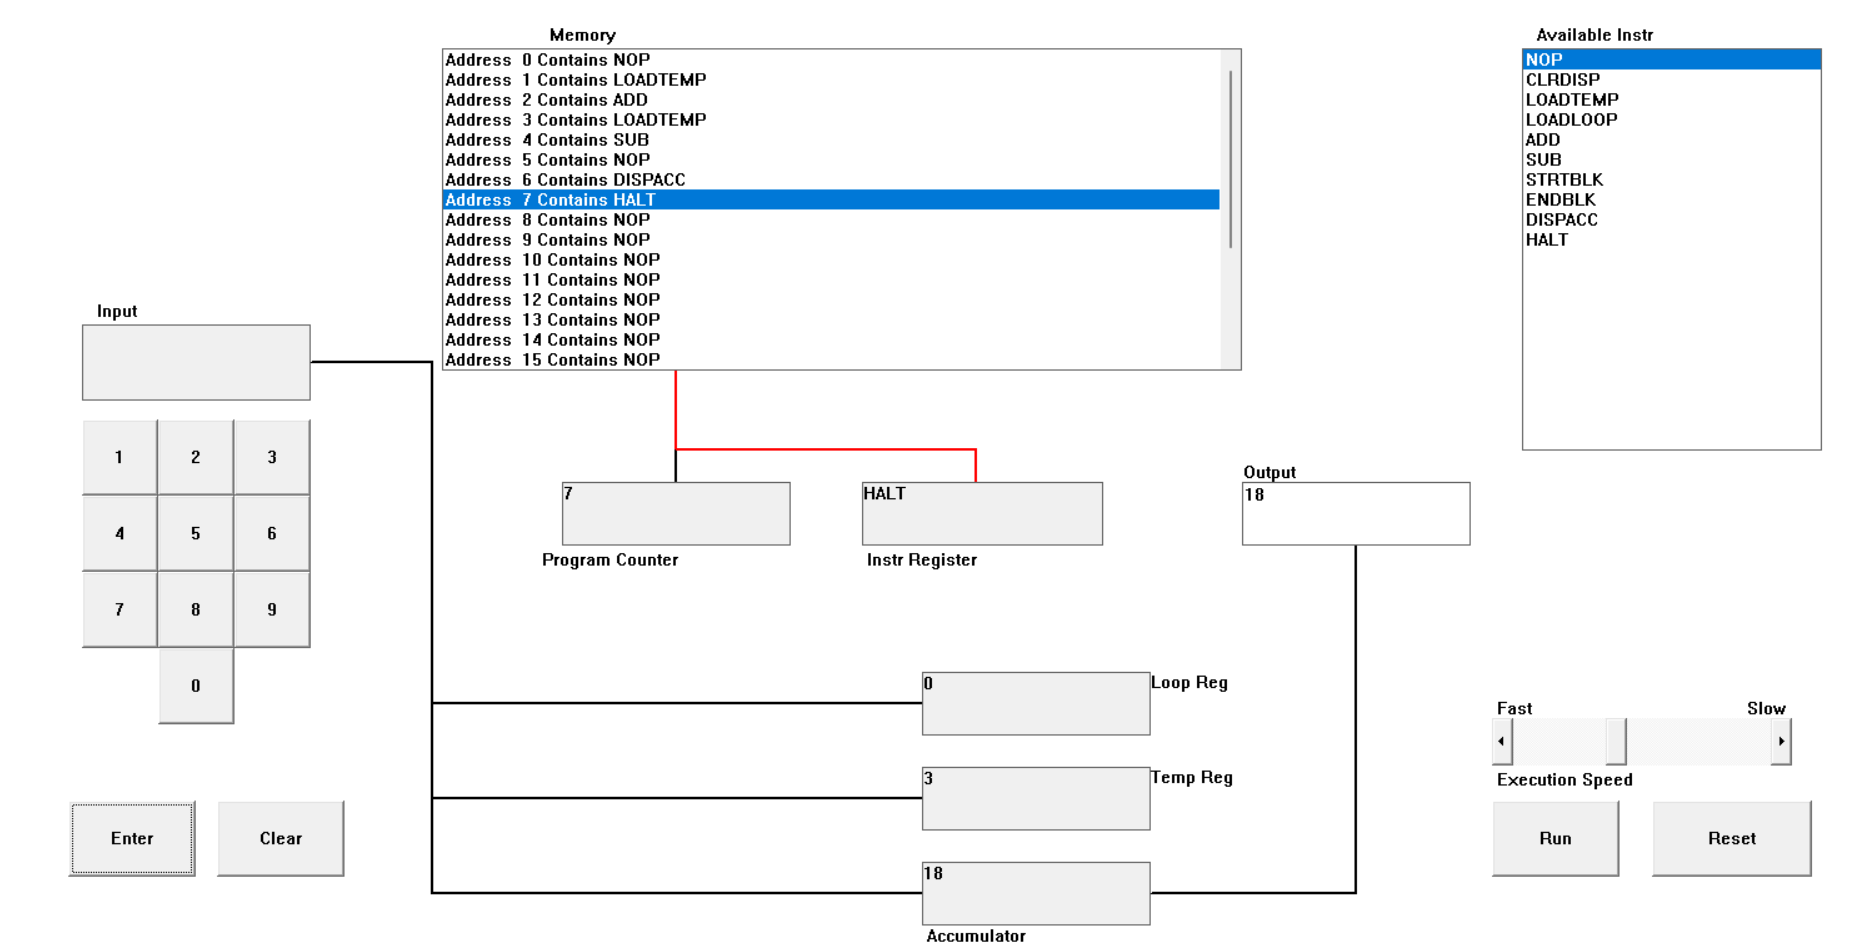 Memory
Available Instr
Address 0 Contains NOP
Address 1 Contains LOADTEMP
Address 2 Contains ADD
Address 3 Contains LOADTEMP
Address 4 Contains SUB
Address 5 Contains NOP
Address 6 Contains DISPACC
Address 7 Contains HALT
Address 8 Contains NOP
Address 9 Contains NOP
Address 10 Contains NOP
Address 11 Contains NOP
Address 12 Contains NOP
Address 13 Contains NOP
Address 14 Contains NOP
Address 15 Contains NOP
NOP
CLRDISP
LOADTEMP
LOADLOOP
ADD
SUB
STRTBLK
ENDBLK
DISPACC
HALT
Input
1 2 3
4 5 6
7 8 9
0
Enter Clear
7
Program Counter
HALT
Instr Register
Output
18
0
Loop Reg
3
Temp Reg
18
Accumulator
Fast Slow
Execution Speed
Run Reset